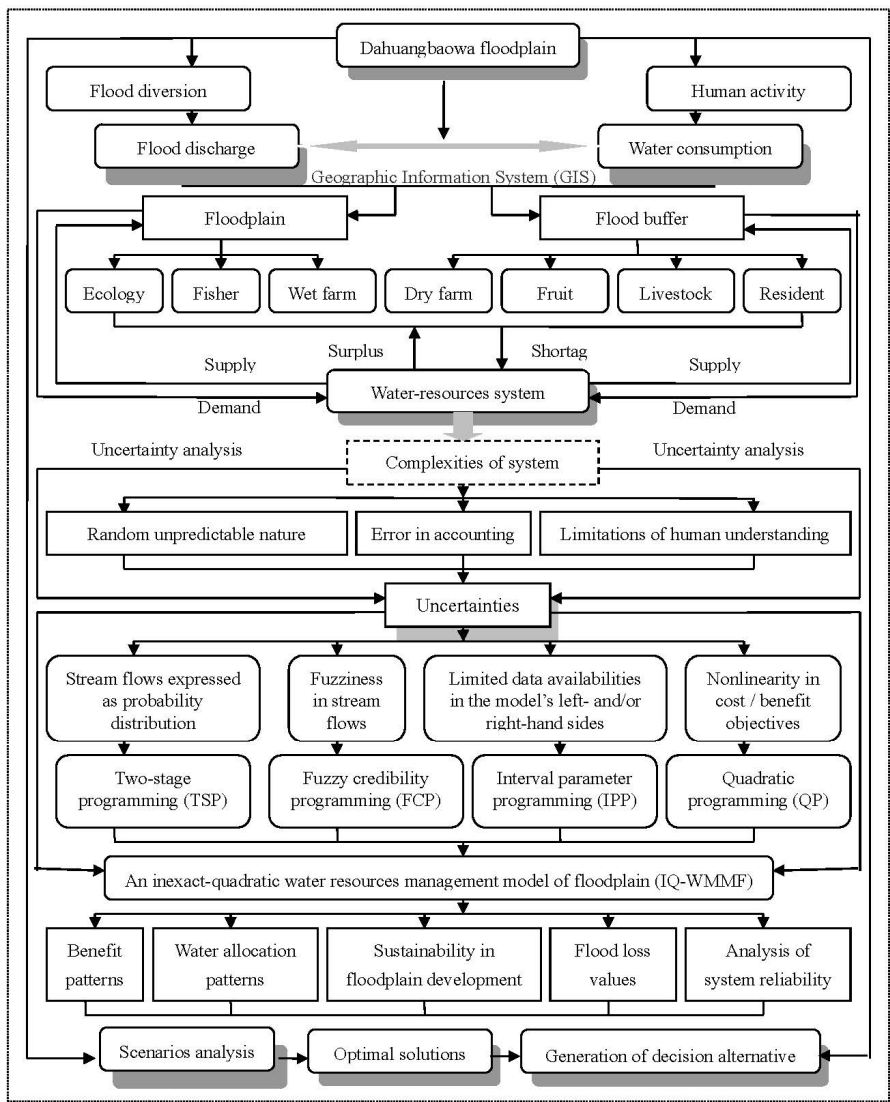 Dahuangbaowa floodplain
Flood diversion
Human activity
Flood discharge
Water consumption
Geographic Information System (GIS)
Floodplain
Flood buffer
Ecology
Fisher
Wet farm
Dry farm
Fruit
Livestock
Resident
Surplus
Shortag
Supply
Supply
Water-resources system
Demand
Demand
Uncertainty analysis
Uncertainty analysis
Complexities of system
Random unpredictable nature
Error in accounting
Limitations of human understanding
Uncertainties
Stream flows expressed
as probability
distribution
Fuzziness
in stream
flows
Limited data availabilities
in the model's left- and/or
right-hand sides
Nonlinearity in
cost / benefit
objectives
Two-stage
programming (TSP)
Fuzzy credibility
programming (FCP)
Interval parameter
programming (IPP)
Quadratic
programming (QP)
An inexact-quadratic water resources management model of floodplain (IQ-WMMF)
Benefit
patterns
Water allocation
patterns
Sustainability in
floodplain development
Flood loss
values
Analysis of
system reliability
Scenarios analysis
Optimal solutions
Generation of decision alternative